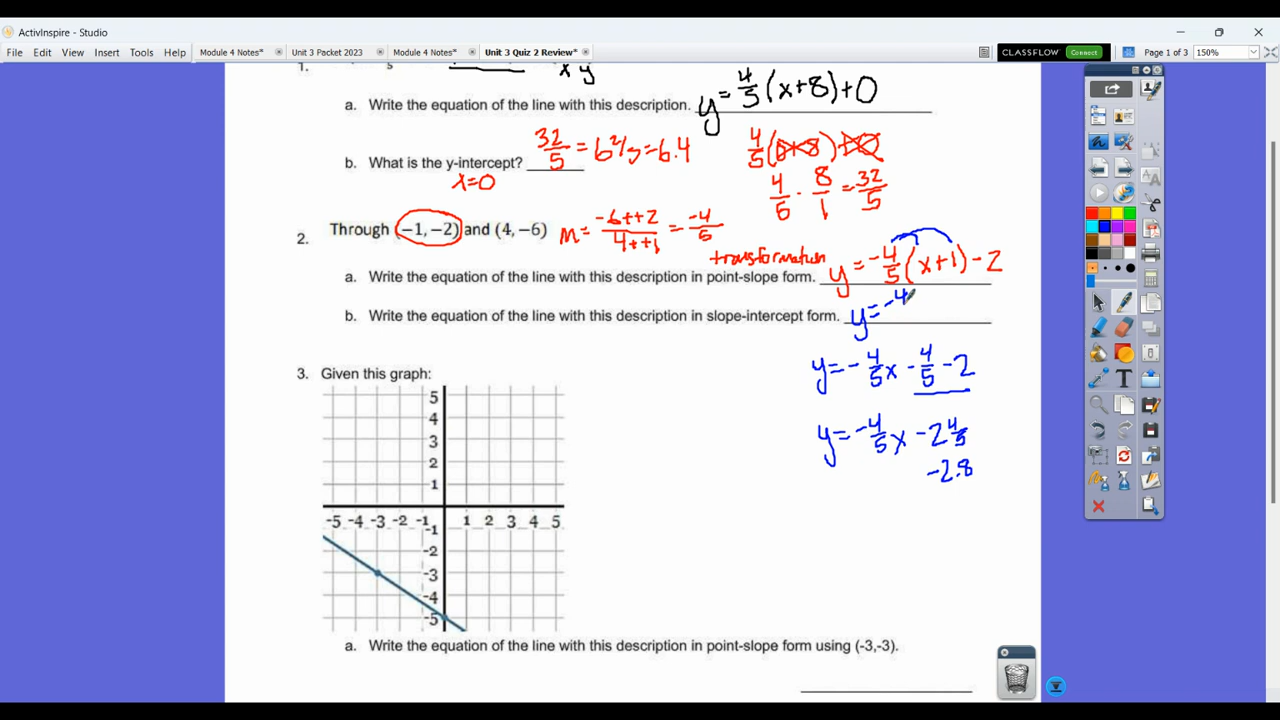 ActivInspire - Studio
File Edit View Insert Tools Help Module 4 Notes* Unit 3 Packet 2023 Module 4 Notes* Unit 3 Quiz 2 Review* CLASSFLOW Connect Page 1 of 3 150%
1. x y
a. Write the equation of the line with this description. y = 4/5 (x+8)+0
b. What is the y-intercept? 32/5 = 6 2/5 = 6.4 4/5(0+8)+0
x=0 4/5 · 8/1 = 32/5
2. Through (−1, −2) and (4, −6) m = -6++2/4++1 = -4/5
transformation y = -4/5 (x+1) - 2
a. Write the equation of the line with this description in point-slope form.
b. Write the equation of the line with this description in slope-intercept form. y = -4
y = -4/5x - 4/5 - 2
3. Given this graph:
y = -4/5x - 2 4/5
-2.8
5
4
3
2
1
-5 -4 -3 -2 -1 1 2 3 4 5
-1
-2
-3
-4
-5
a. Write the equation of the line with this description in point-slope form using (-3,-3).